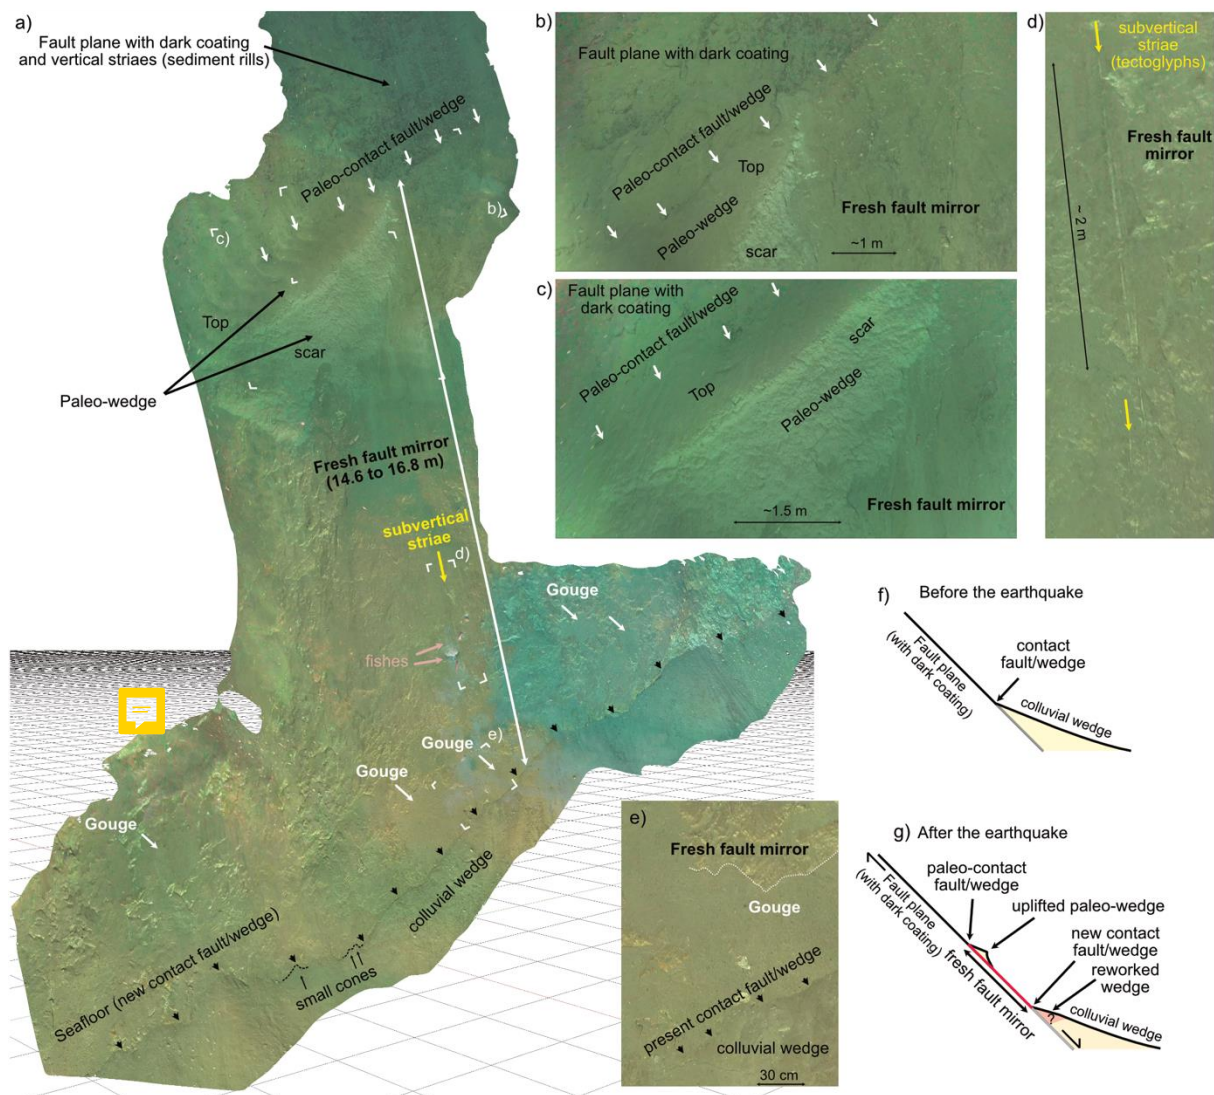 a)
Fault plane with dark coating
and vertical striaes (sediment rills)
Paleo-contact fault/wedge
b)
c)
Top
scar
Paleo-wedge
Fresh fault mirror
(14.6 to 16.8 m)
subvertical
striae
d)
Gouge
fishes
e)
Gouge
Gouge
Gouge
colluvial wedge
small cones
Seafloor (new contact fault/wedge)
b)
Fault plane with dark coating
Paleo-contact fault/wedge
Top
Paleo-wedge
Fresh fault mirror
scar
~1 m
c)
Fault plane with
dark coating
Paleo-contact fault/wedge
scar
Top
Paleo-wedge
Fresh fault mirror
~1.5 m
d)
subvertical
striae
(tectoglyphs)
Fresh fault
mirror
~ 2 m
e)
Fresh fault mirror
Gouge
present contact fault/wedge
colluvial wedge
30 cm
f)
Before the earthquake
Fault plane
(with dark coating)
contact
fault/wedge
colluvial wedge
g)
After the earthquake
paleo-contact
fault/wedge
Fault plane
(with dark coating)
uplifted paleo-wedge
new contact
fault/wedge
reworked
wedge
fresh fault mirror
?
colluvial wedge